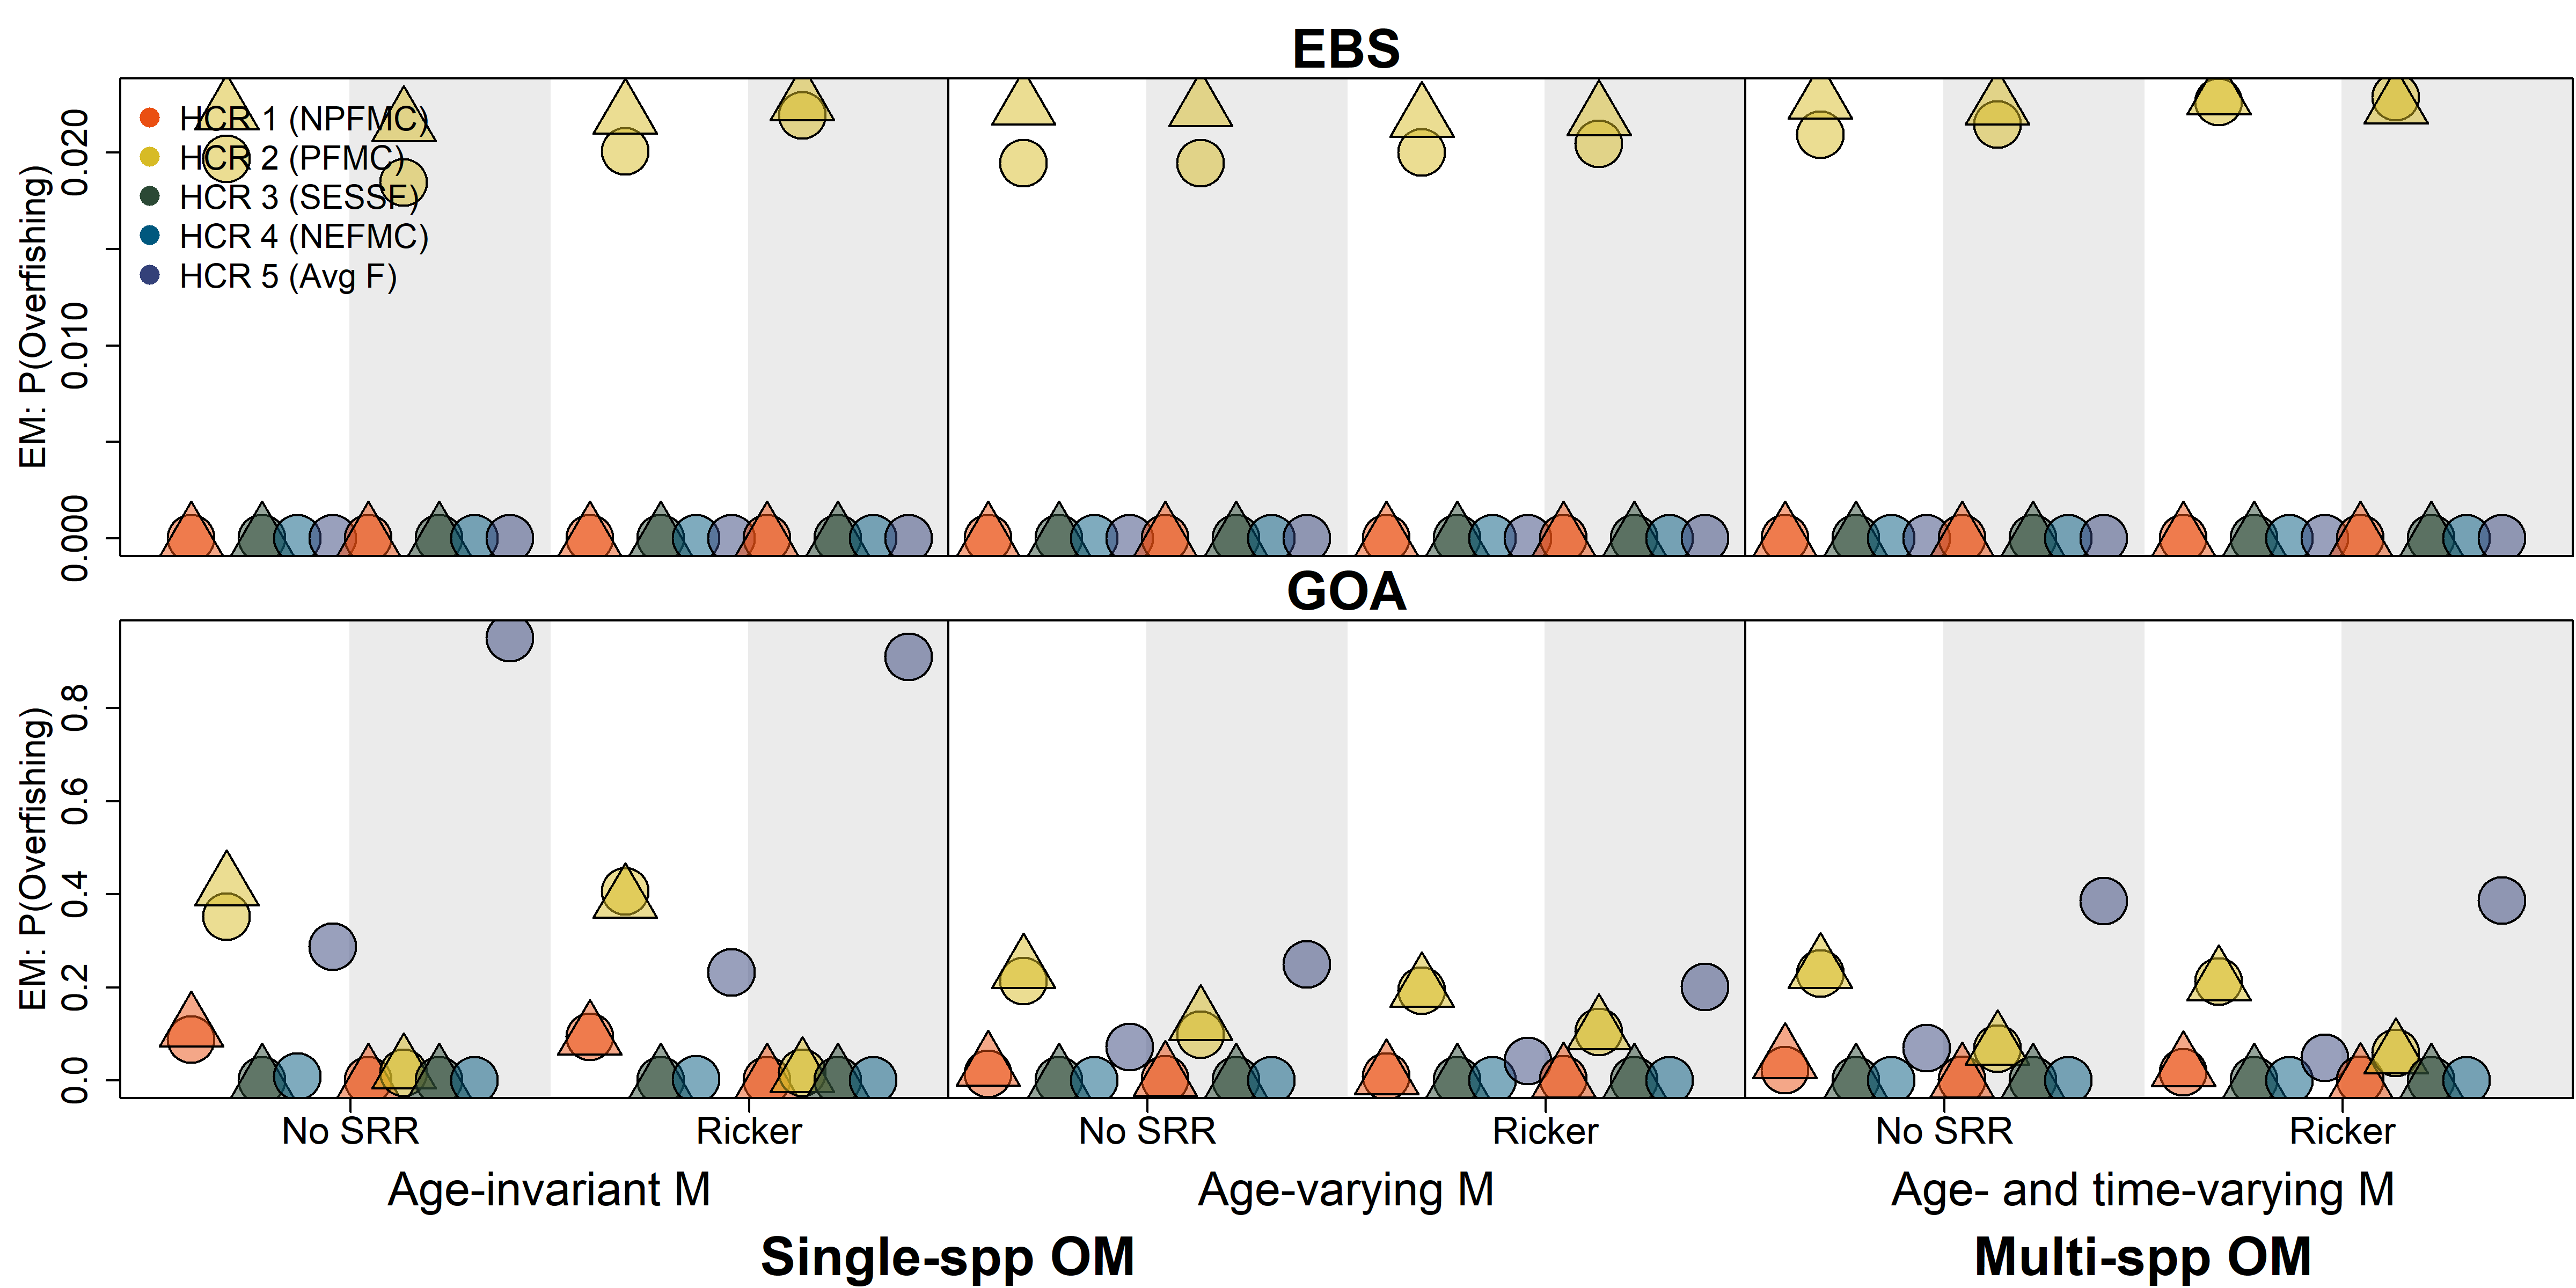 EBS
EM: P(Overfishing)
0.020
0.010
0.000
HCR 1 (NPFMC)
HCR 2 (PFMC)
HCR 3 (SESSF)
HCR 4 (NEFMC)
HCR 5 (Avg F)
GOA
EM: P(Overfishing)
0.8
0.6
0.4
0.2
0.0
No SRR Ricker No SRR Ricker No SRR Ricker
Age-invariant M Age-varying M Age- and time-varying M
Single-spp OM Multi-spp OM